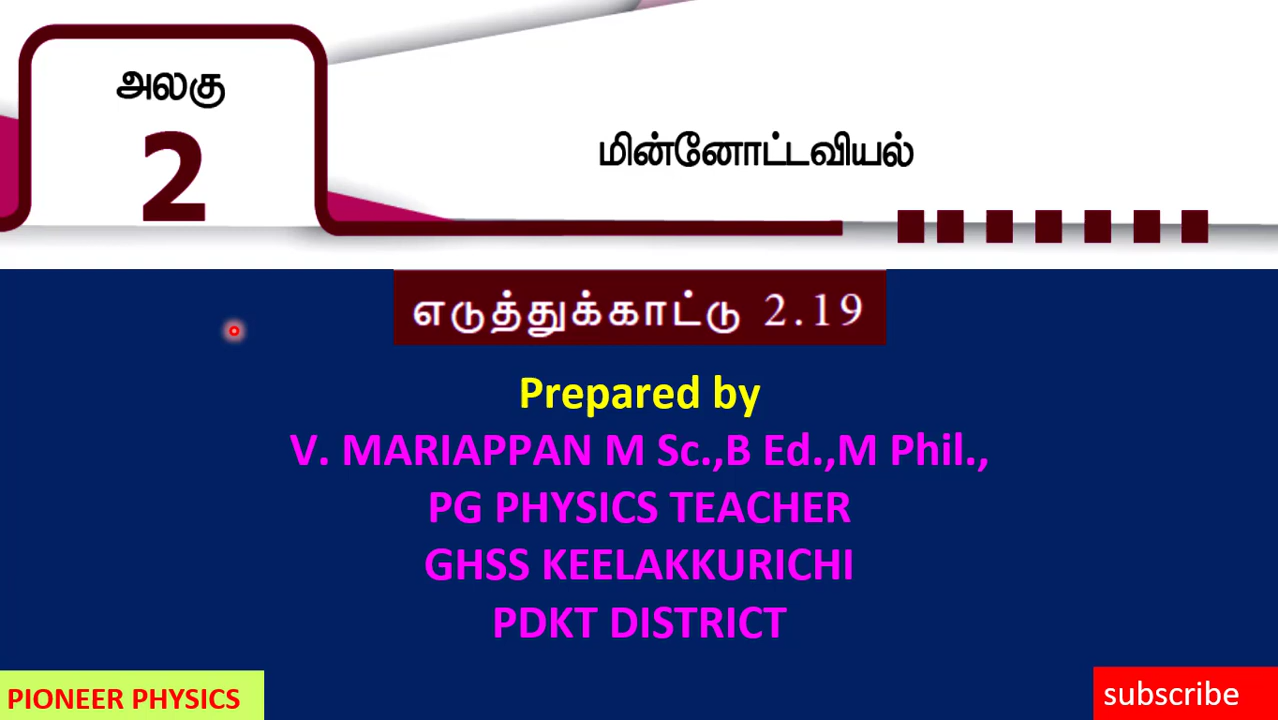 அலகு
2
மின்னோட்டவியல்
எடுத்துக்காட்டு 2.19
Prepared by
V. MARIAPPAN M Sc.,B Ed.,M Phil.,
PG PHYSICS TEACHER
GHSS KEELAKKURICHI
PDKT DISTRICT
PIONEER PHYSICS
subscribe